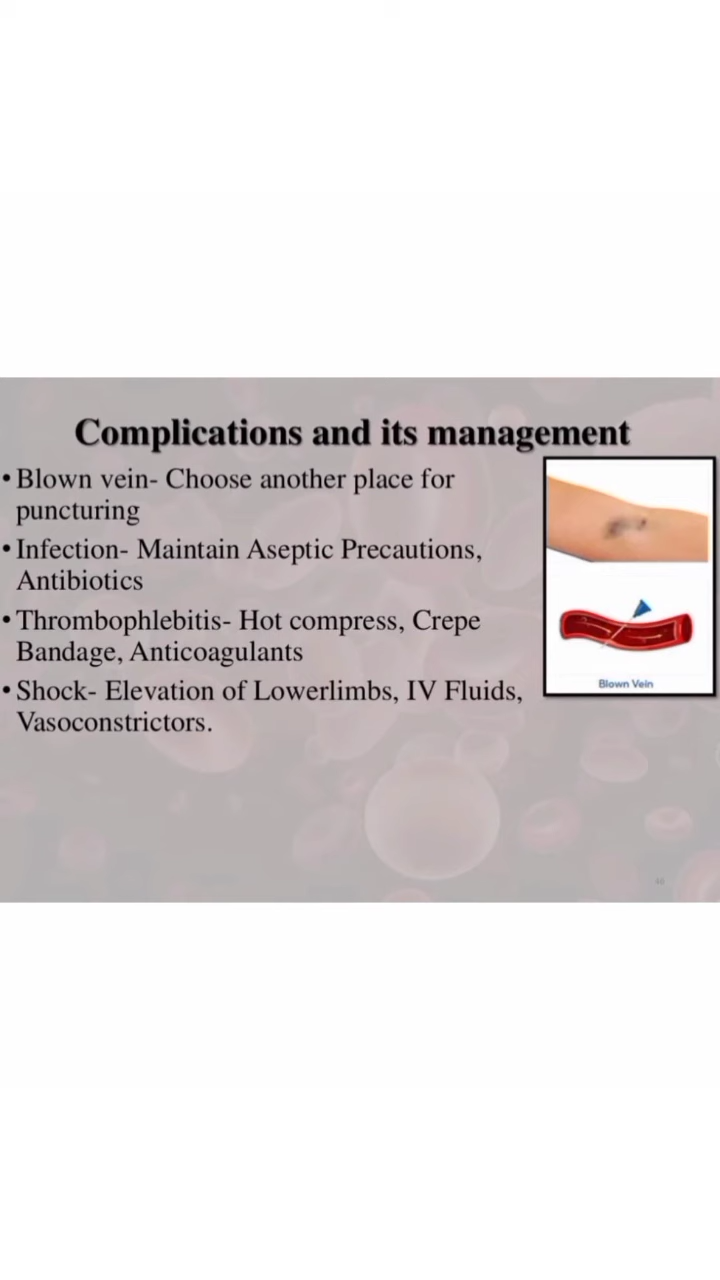 Complications and its management
• Blown vein- Choose another place for
puncturing
• Infection- Maintain Aseptic Precautions,
Antibiotics
• Thrombophlebitis- Hot compress, Crepe
Bandage, Anticoagulants
• Shock- Elevation of Lowerlimbs, IV Fluids,
Vasoconstrictors.
Blown Vein
46